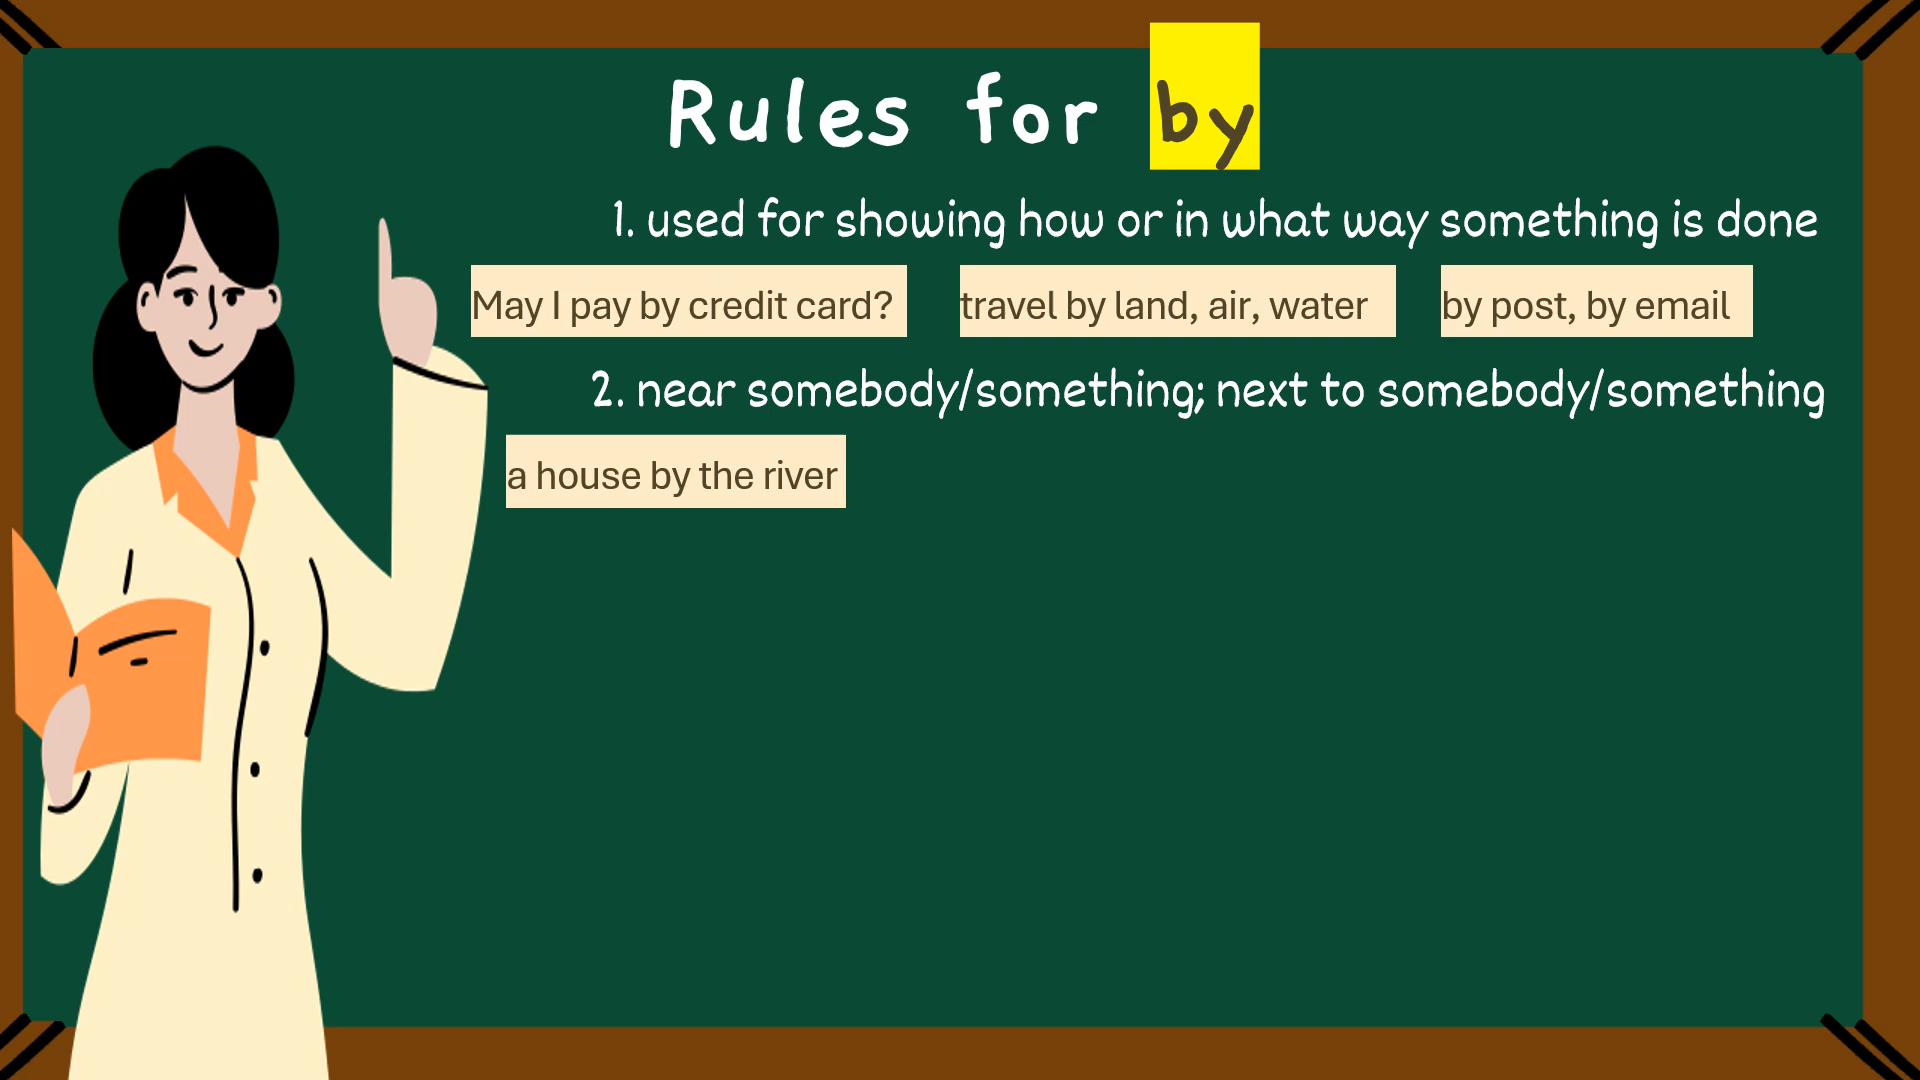 Rules for by
1. used for showing how or in what way something is done
May I pay by credit card? travel by land, air, water by post, by email
2. near somebody/something; next to somebody/something
a house by the river